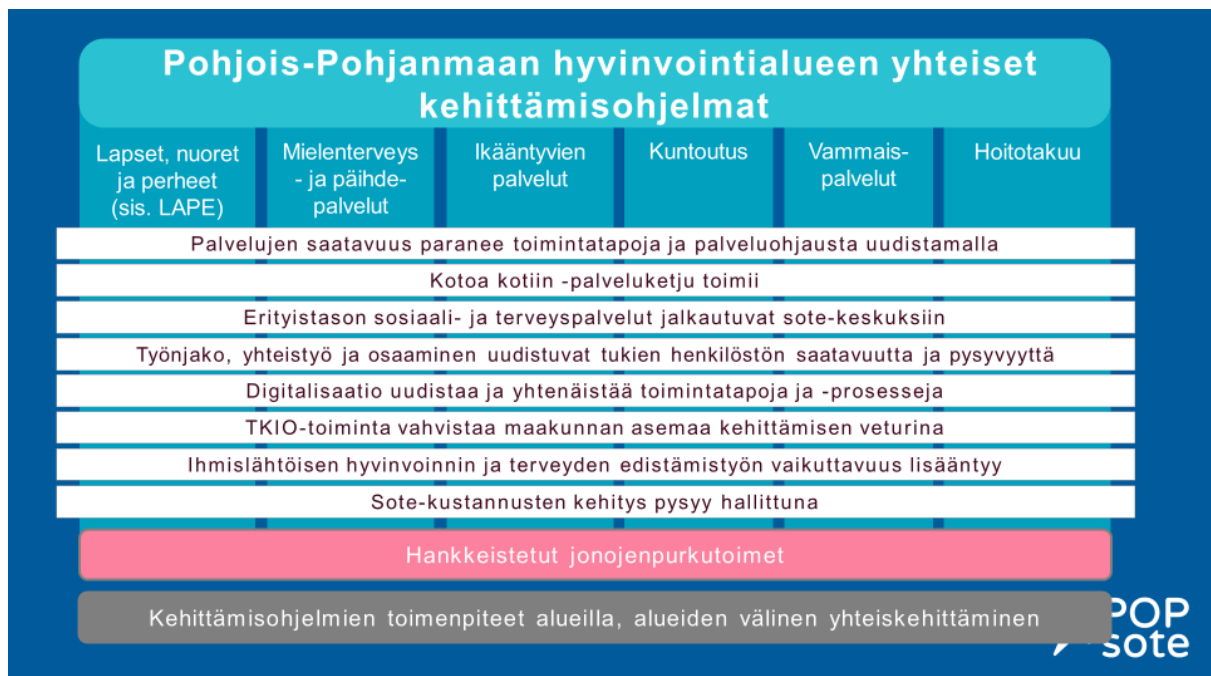 Pohjois-Pohjanmaan hyvinvointialueen yhteiset
kehittämisohjelmat
Lapset, nuoret
ja perheet
(sis. LAPE)
Mielenterveys
- ja päihde-
palvelut
Ikääntyvien
palvelut
Kuntoutus
Vammais-
palvelut
Hoitotakuu
Palvelujen saatavuus paranee toimintatapoja ja palveluohjausta uudistamalla
Kotoa kotiin -palveluketju toimii
Erityistason sosiaali- ja terveyspalvelut jalkautuvat sote-keskuksiin
Työnjako, yhteistyö ja osaaminen uudistuvat tukien henkilöstön saatavuutta ja pysyvyyttä
Digitalisaatio uudistaa ja yhtenäistää toimintatapoja ja -prosesseja
TKIO-toiminta vahvistaa maakunnan asemaa kehittämisen veturina
Ihmislähtöisen hyvinvoinnin ja terveyden edistämistyön vaikuttavuus lisääntyy
Sote-kustannusten kehitys pysyy hallittuna
Hankkeistetut jonojenpurkutoimet
Kehittämisohjelmien toimenpiteet alueilla, alueiden välinen yhteiskehittäminen
POP
sote